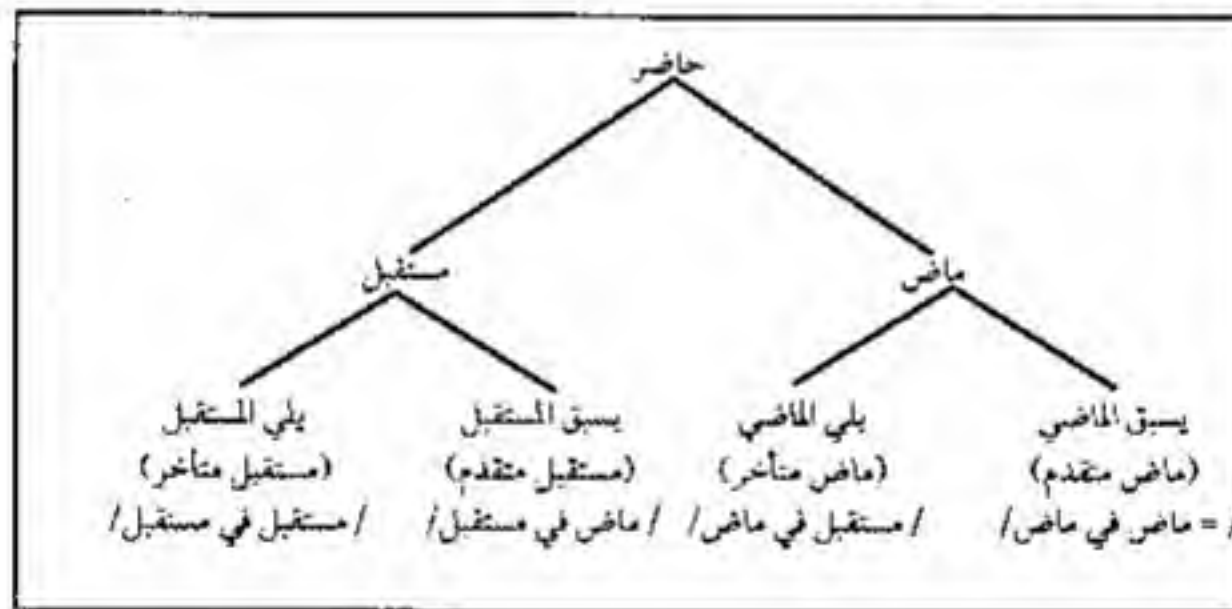 حاضر
ماض
مستقبل
يسبق الماضي
يلي الماضي
يسبق المستقبل
يلي المستقبل
(ماض متقدم)
(ماض متأخر)
(مستقبل متقدم)
(مستقبل متأخر)
/ = ماض في ماض/
/ مستقبل في ماض/
/ ماض في مستقبل/
/ مستقبل في مستقبل/